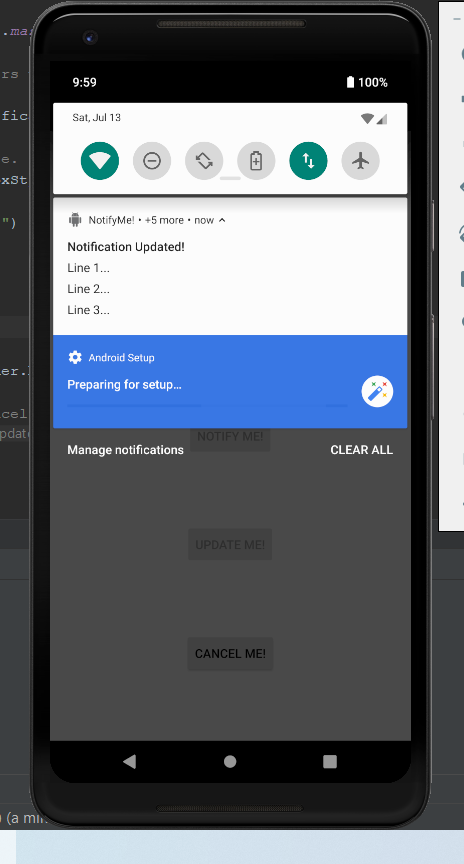 .ma
rs
9:59
100%
Sat, Jul 13
fic
e.
xSt
")
NotifyMe! • +5 more • now
Notification Updated!
Line 1...
Line 2...
Line 3...
Android Setup
Preparing for setup...
er.
cel
pdate
NOTIFY ME!
Manage notifications
CLEAR ALL
UPDATE ME!
CANCEL ME!
) (a min